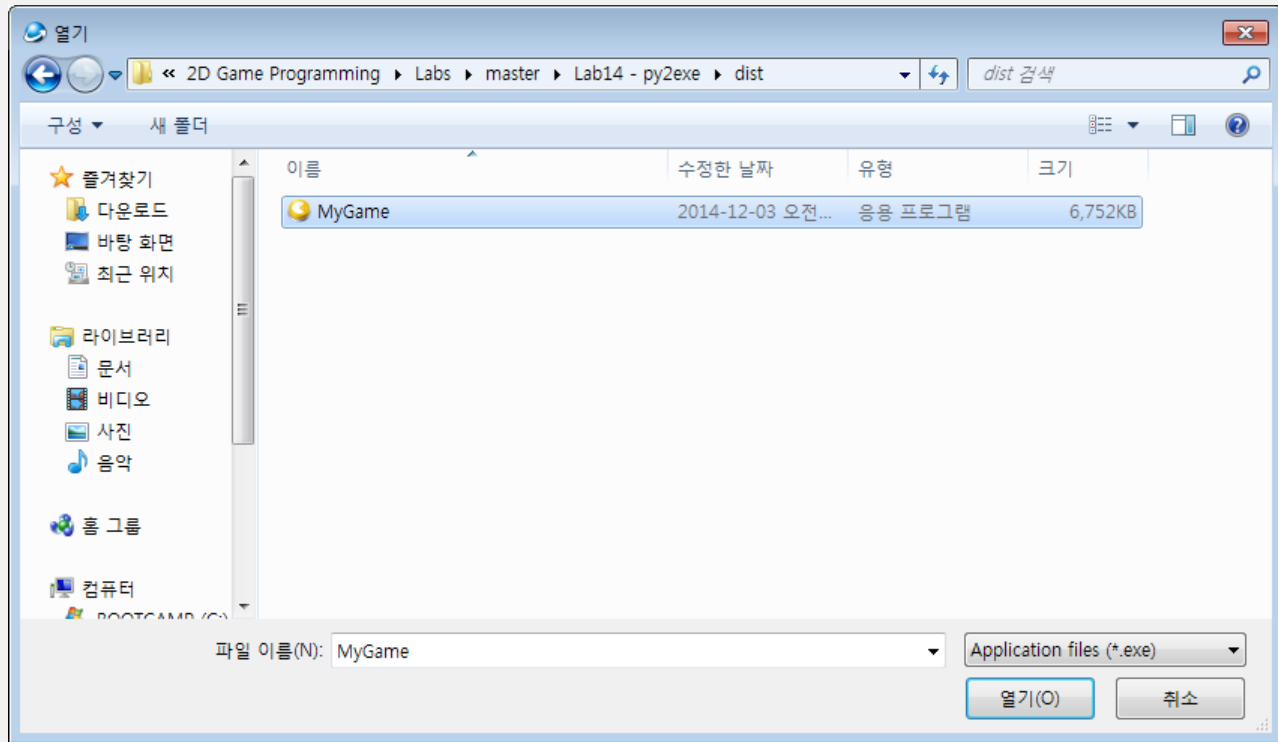 열기
« 2D Game Programming ▸ Labs ▸ master ▸ Lab14 - py2exe ▸ dist
dist 검색
구성 ▼ 새 폴더
이름 수정한 날짜 유형 크기
MyGame 2014-12-03 오전... 응용 프로그램 6,752KB
즐겨찾기
다운로드
바탕 화면
최근 위치
라이브러리
문서
비디오
사진
음악
홈 그룹
컴퓨터
BOOTCAMP (C:)
파일 이름(N): MyGame
Application files (*.exe)
열기(O) 취소